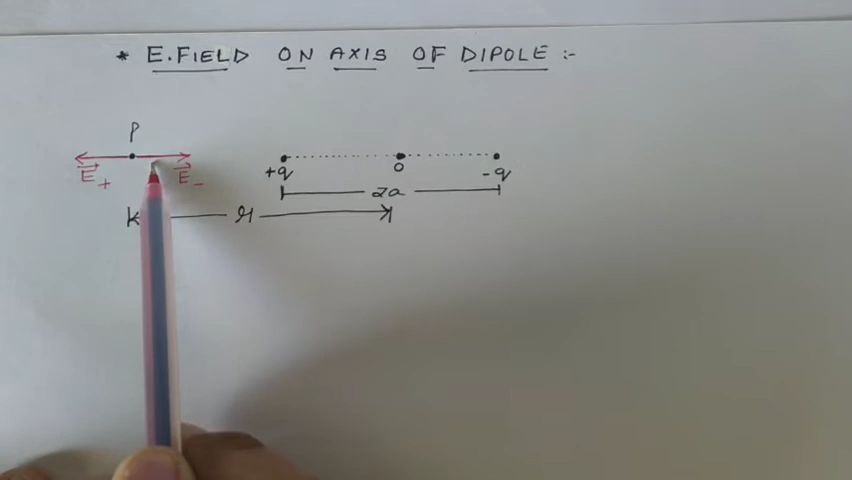 * E.FIELD ON AXIS OF DIPOLE :-
P
E+ E-
+q O -q
2a
r